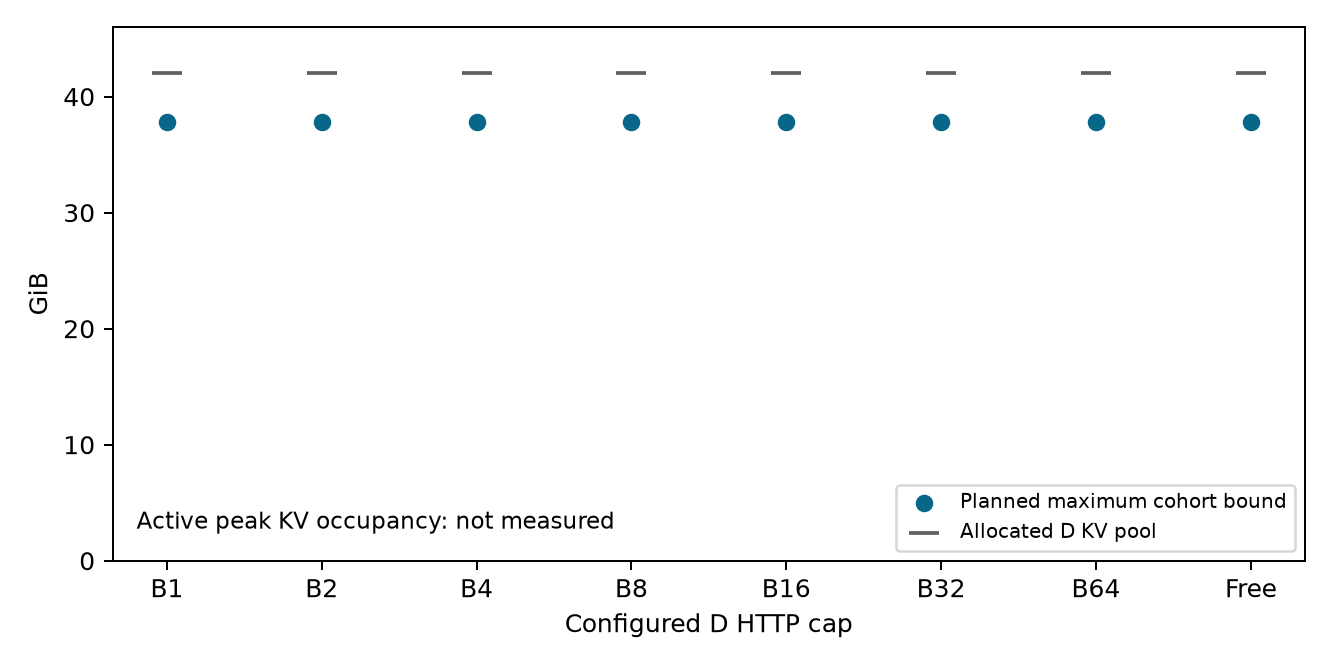 40
30
20
10
0
GiB
Active peak KV occupancy: not measured
Planned maximum cohort bound
Allocated D KV pool
B1 B2 B4 B8 B16 B32 B64 Free
Configured D HTTP cap